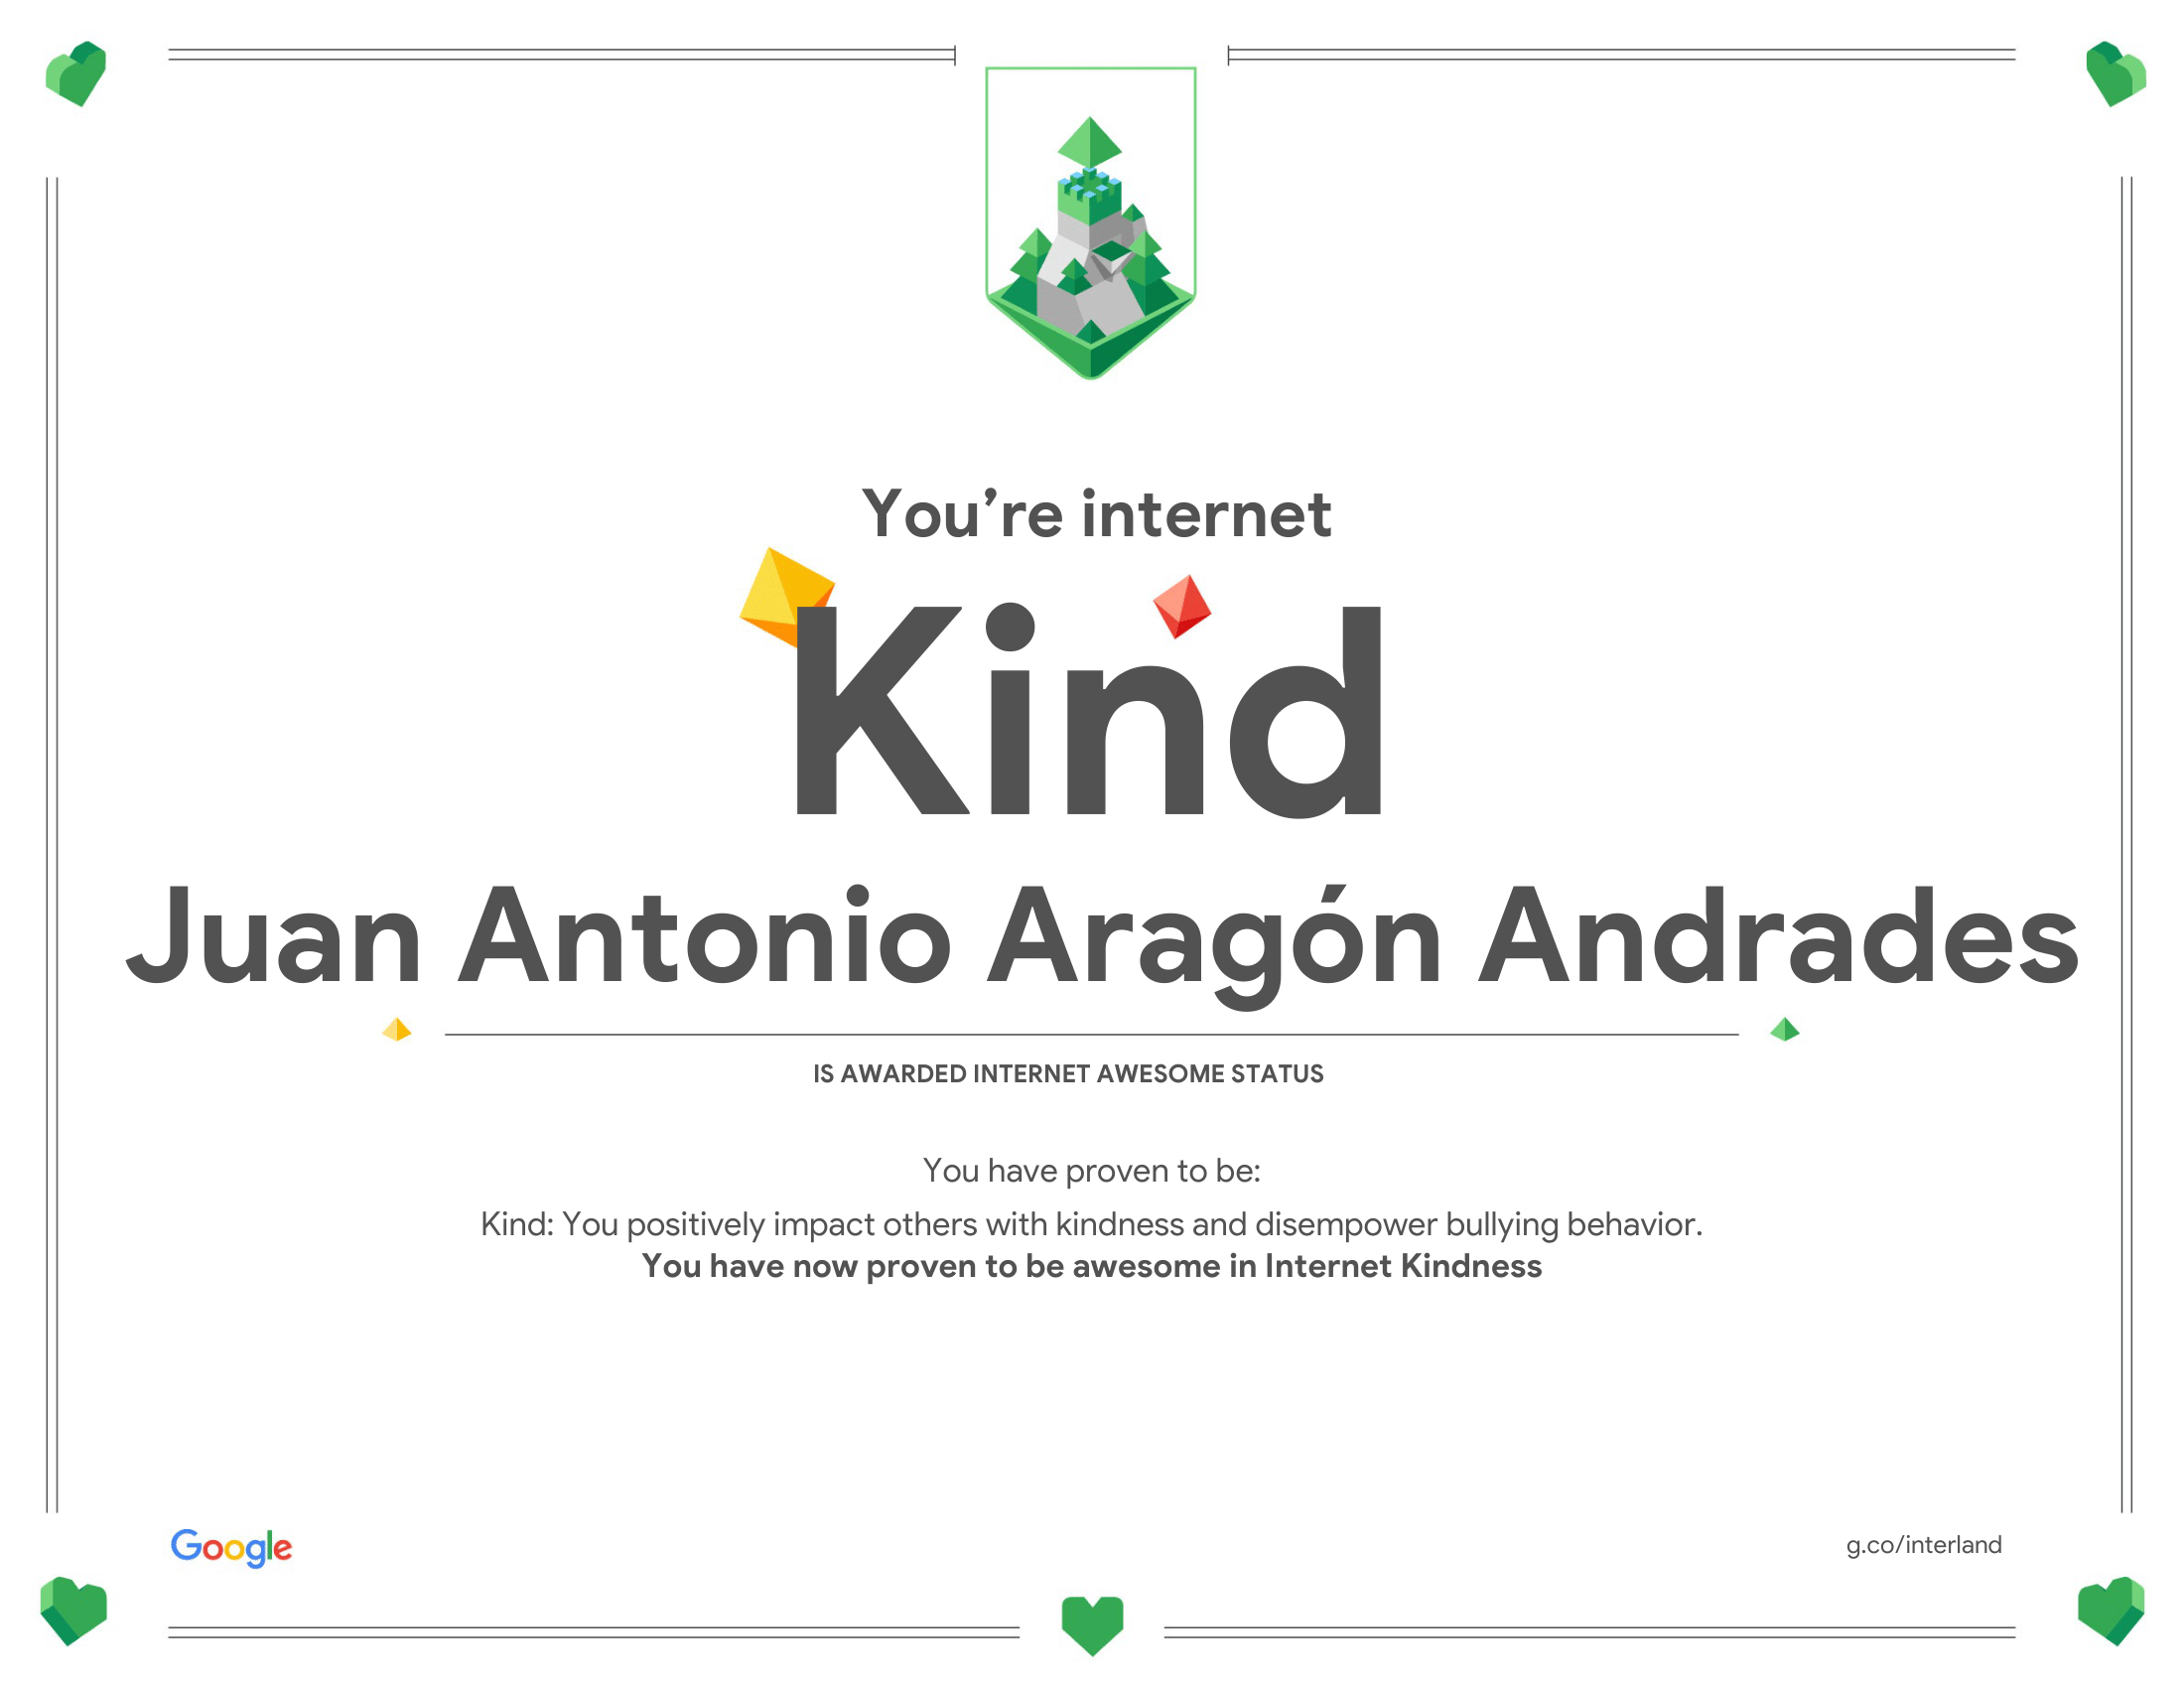 You’re internet
Kind
Juan Antonio Aragón Andrades
IS AWARDED INTERNET AWESOME STATUS
You have proven to be:
Kind: You positively impact others with kindness and disempower bullying behavior.
You have now proven to be awesome in Internet Kindness
Google
g.co/interland